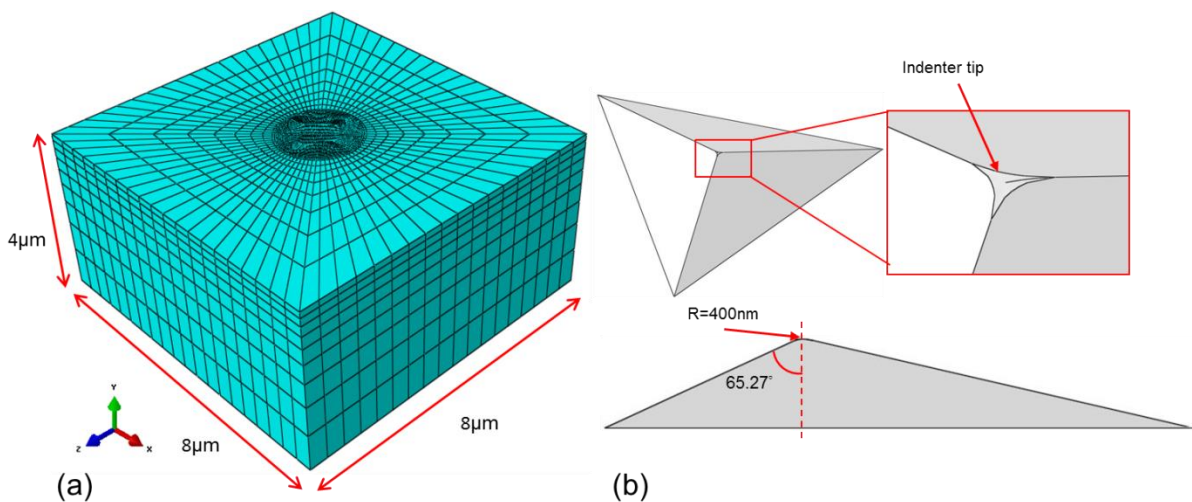 4μm
8μm
8μm
Y
Z
X
(a)
Indenter tip
R=400nm
65.27°
(b)